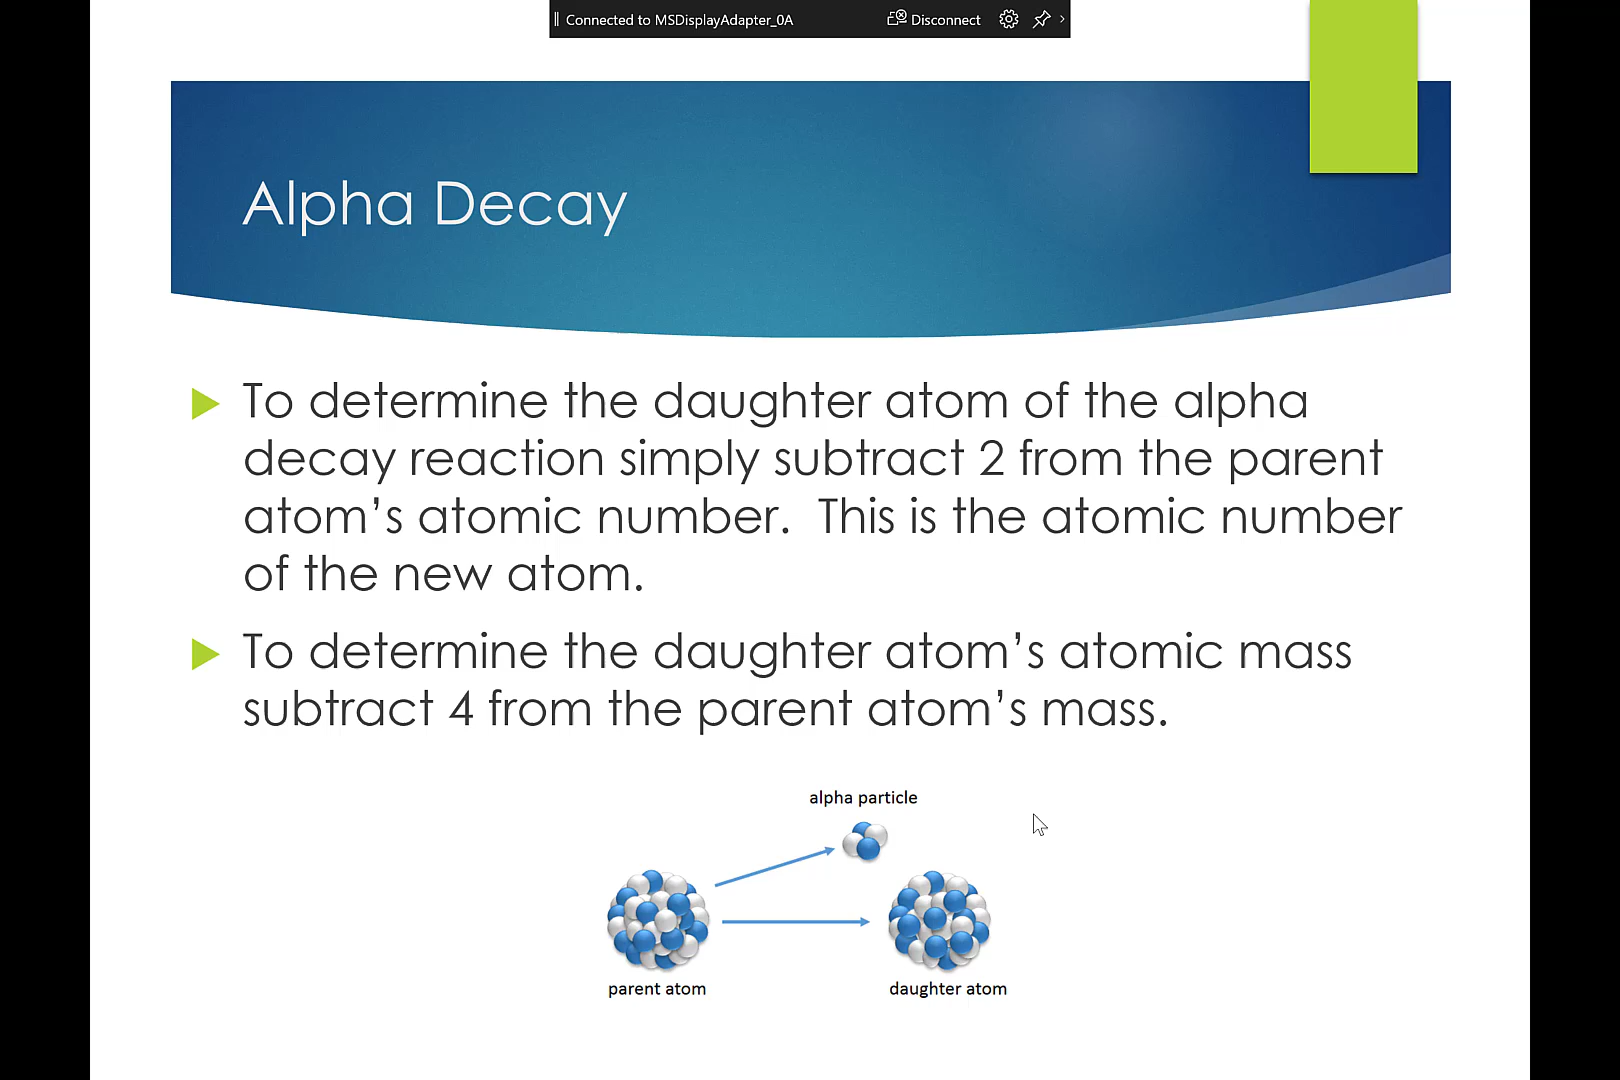 Connected to MSDisplayAdapter_0A Disconnect
Alpha Decay
To determine the daughter atom of the alpha
decay reaction simply subtract 2 from the parent
atom’s atomic number.  This is the atomic number
of the new atom.
To determine the daughter atom’s atomic mass
subtract 4 from the parent atom’s mass.
alpha particle
parent atom
daughter atom